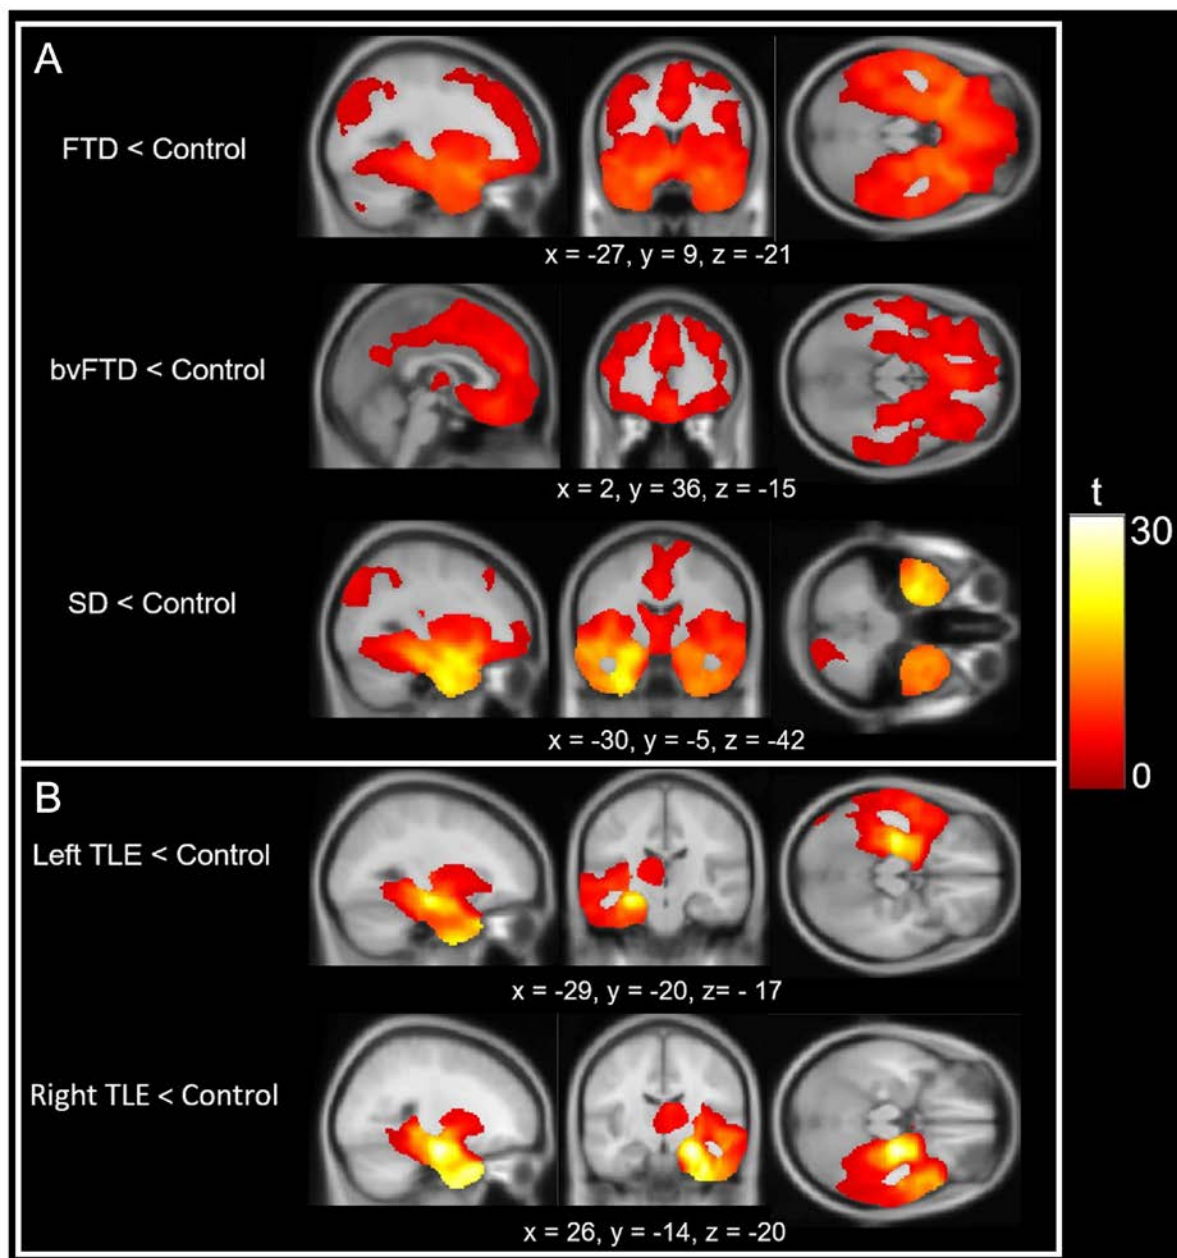 A
FTD < Control
x = -27, y = 9, z = -21
bvFTD < Control
x = 2, y = 36, z = -15
SD < Control
x = -30, y = -5, z = -42
t
30
0
B
Left TLE < Control
x = -29, y = -20, z= - 17
Right TLE < Control
x = 26, y = -14, z = -20